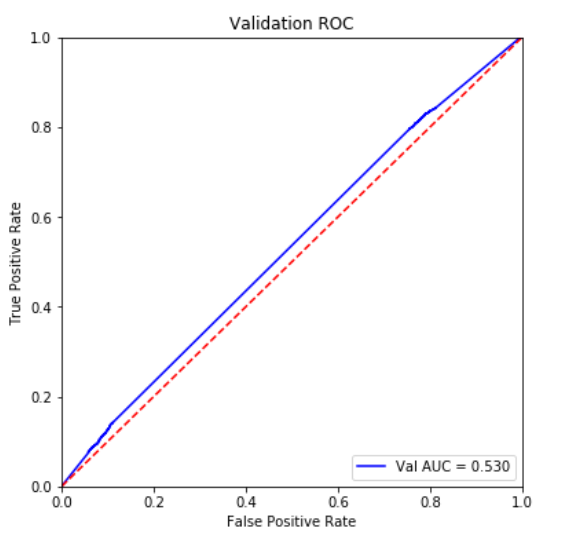 Validation ROC
1.0
0.8
0.6
0.4
0.2
0.0
True Positive Rate
Val AUC = 0.530
0.0 0.2 0.4 0.6 0.8 1.0
False Positive Rate